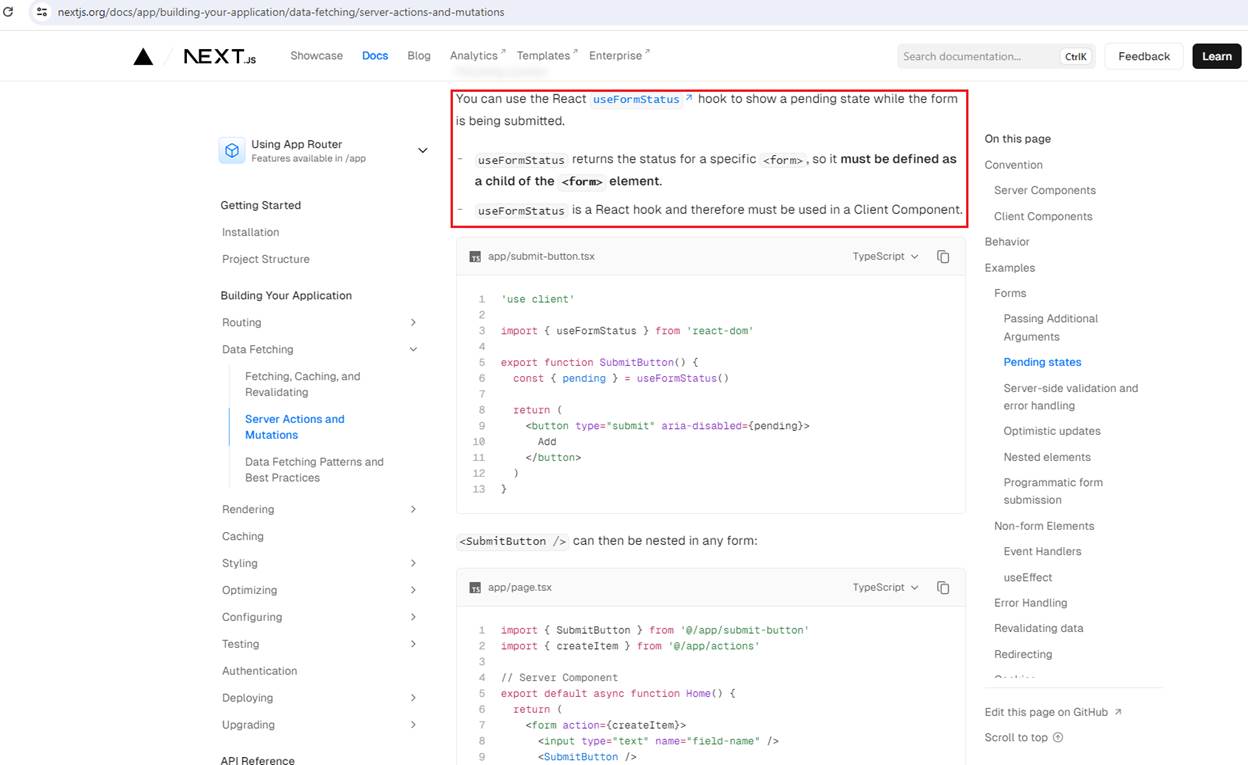 nextjs.org/docs/app/building-your-application/data-fetching/server-actions-and-mutations
NEXT.JS
Showcase
Docs
Blog
Analytics
Templates
Enterprise
Search documentation...
CtrlK
Feedback
Learn
Using App Router
Features available in /app
Getting Started
Installation
Project Structure
Building Your Application
Routing
Data Fetching
Fetching, Caching, and
Revalidating
Server Actions and
Mutations
Data Fetching Patterns and
Best Practices
Rendering
Caching
Styling
Optimizing
Configuring
Testing
Authentication
Deploying
Upgrading
API Reference
You can use the React useFormStatus ↗ hook to show a pending state while the form
is being submitted.
- useFormStatus returns the status for a specific <form>, so it must be defined as
a child of the <form> element.
- useFormStatus is a React hook and therefore must be used in a Client Component.
TS app/submit-button.tsx
TypeScript
1 'use client'
2
3 import { useFormStatus } from 'react-dom'
4
5 export function SubmitButton() {
6 const { pending } = useFormStatus()
7
8 return (
9 <button type="submit" aria-disabled={pending}>
10 Add
11 </button>
12 )
13 }
<SubmitButton /> can then be nested in any form:
TS app/page.tsx
TypeScript
1 import { SubmitButton } from '@/app/submit-button'
2 import { createItem } from '@/app/actions'
3
4 // Server Component
5 export default async function Home() {
6 return (
7 <form action={createItem}>
8 <input type="text" name="field-name" />
9 <SubmitButton />
On this page
Convention
Server Components
Client Components
Behavior
Examples
Forms
Passing Additional
Arguments
Pending states
Server-side validation and
error handling
Optimistic updates
Nested elements
Programmatic form
submission
Non-form Elements
Event Handlers
useEffect
Error Handling
Revalidating data
Redirecting
Edit this page on GitHub ↗
Scroll to top